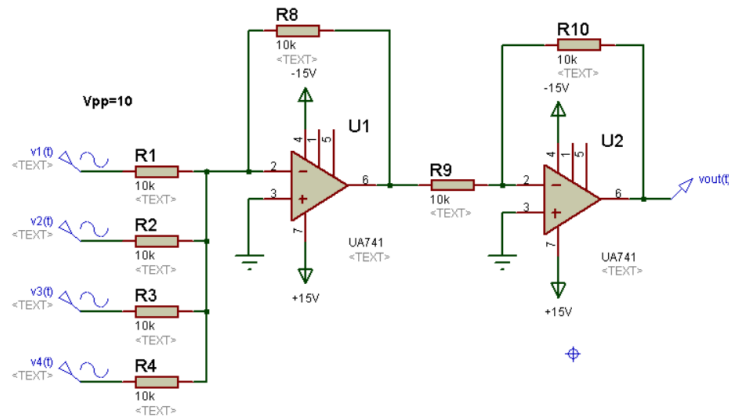 R8
10k
<TEXT>
-15V
R10
10k
<TEXT>
-15V
Vpp=10
U1
U2
4
1
5
4
1
5
v1(t)
<TEXT>
R1
10k
<TEXT>
2
3
6
7
R9
10k
<TEXT>
2
3
6
7
vout(t)
v2(t)
<TEXT>
R2
10k
<TEXT>
UA741
<TEXT>
UA741
<TEXT>
v3(t)
<TEXT>
R3
10k
<TEXT>
+15V
+15V
v4(t)
<TEXT>
R4
10k
<TEXT>